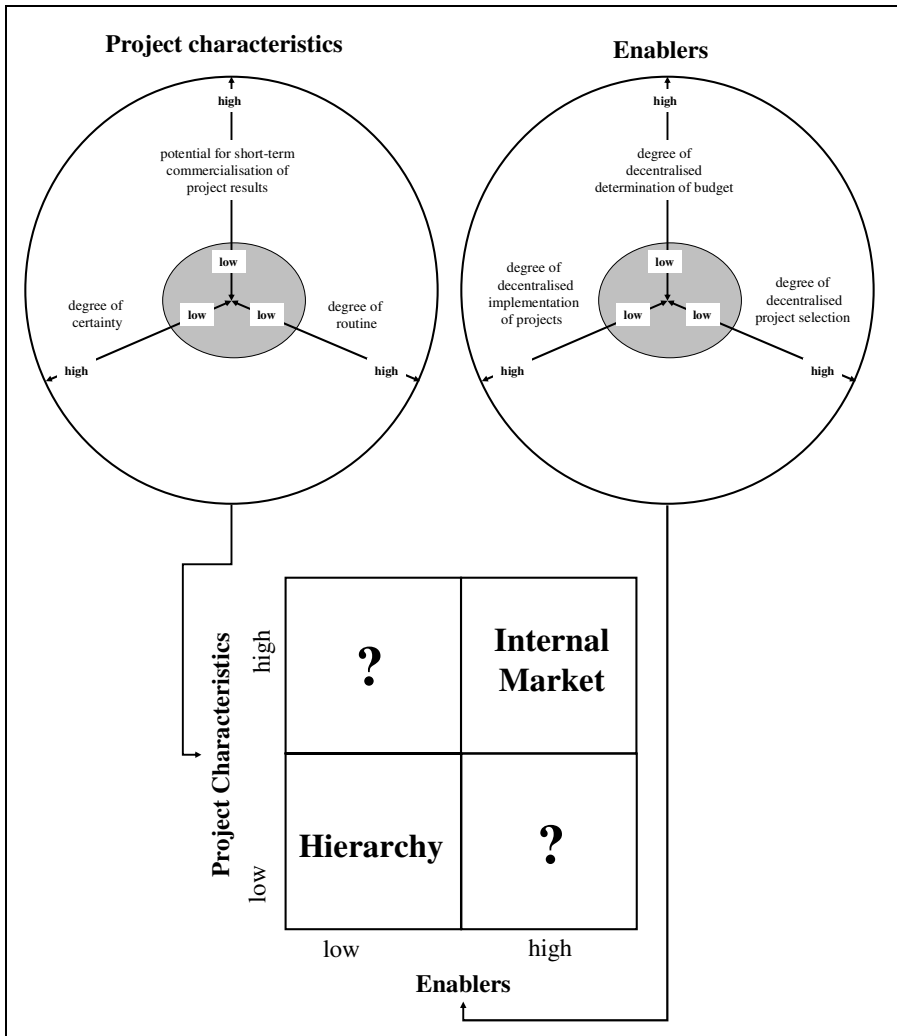 Project characteristics
high
potential for short-term
commercialisation of
project results
low
degree of
certainty
low
low
degree of
routine
high
high
Enablers
high
degree of
decentralised
determination of budget
low
degree of
decentralised
implementation
of projects
low
low
degree of
decentralised
project selection
high
high
Project Characteristics
high
low
?
Internal
Market
Hierarchy
?
low
high
Enablers